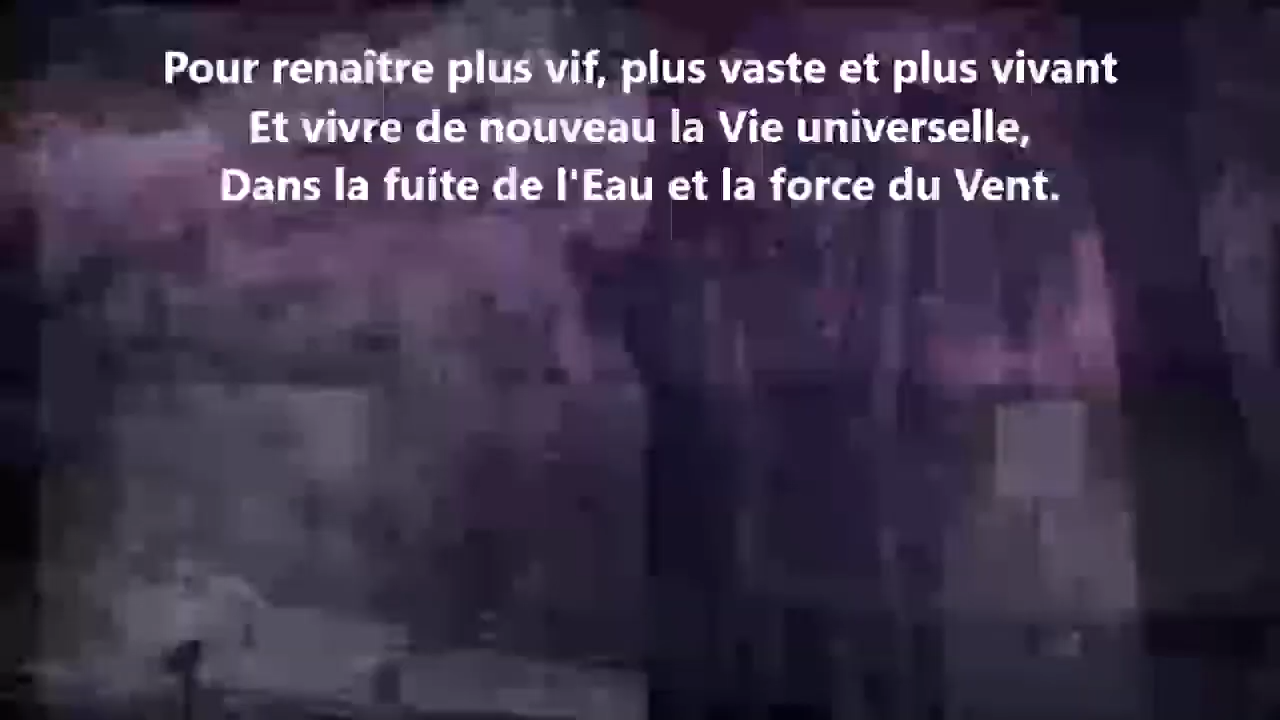 Pour renaître plus vif, plus vaste et plus vivant
Et vivre de nouveau la Vie universelle,
Dans la fuite de l'Eau et la force du Vent.